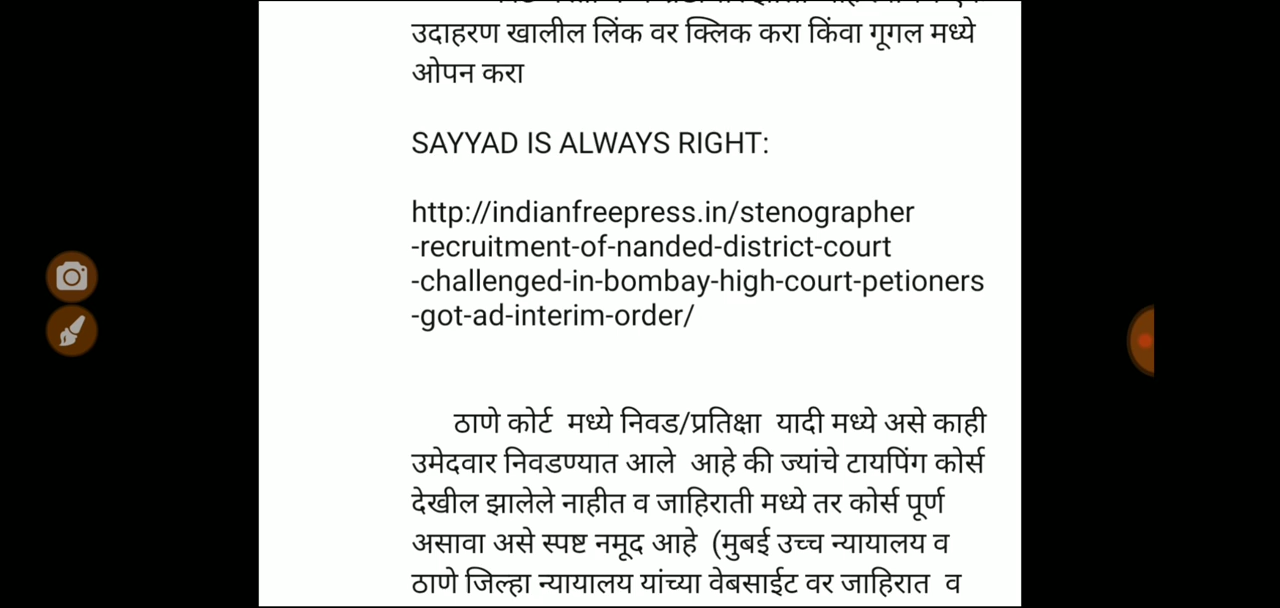 उदाहरण खालील लिंक वर क्लिक करा किंवा गूगल मध्ये
ओपन करा
SAYYAD IS ALWAYS RIGHT:
http://indianfreepress.in/stenographer
-recruitment-of-nanded-district-court
-challenged-in-bombay-high-court-petioners
-got-ad-interim-order/
ठाणे कोर्ट मध्ये निवड/प्रतिक्षा यादी मध्ये असे काही
उमेदवार निवडण्यात आले आहे की ज्यांचे टायपिंग कोर्स
देखील झालेले नाहीत व जाहिराती मध्ये तर कोर्स पूर्ण
असावा असे स्पष्ट नमूद आहे (मुबई उच्च न्यायालय व
ठाणे जिल्हा न्यायालय यांच्या वेबसाईट वर जाहिरात व